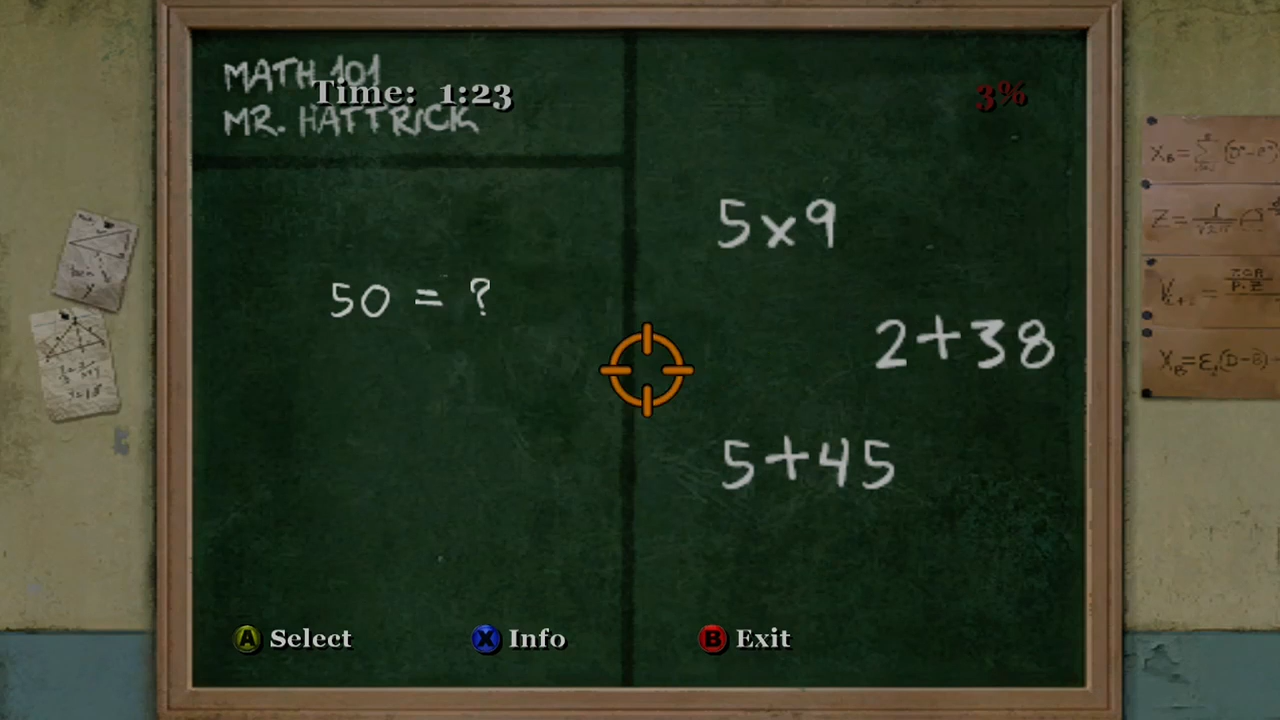 MATH 101
Time: 1:23
MR. HATTRICK
3%
50 = ?
5x9
2+38
5+45
A Select
X Info
B Exit